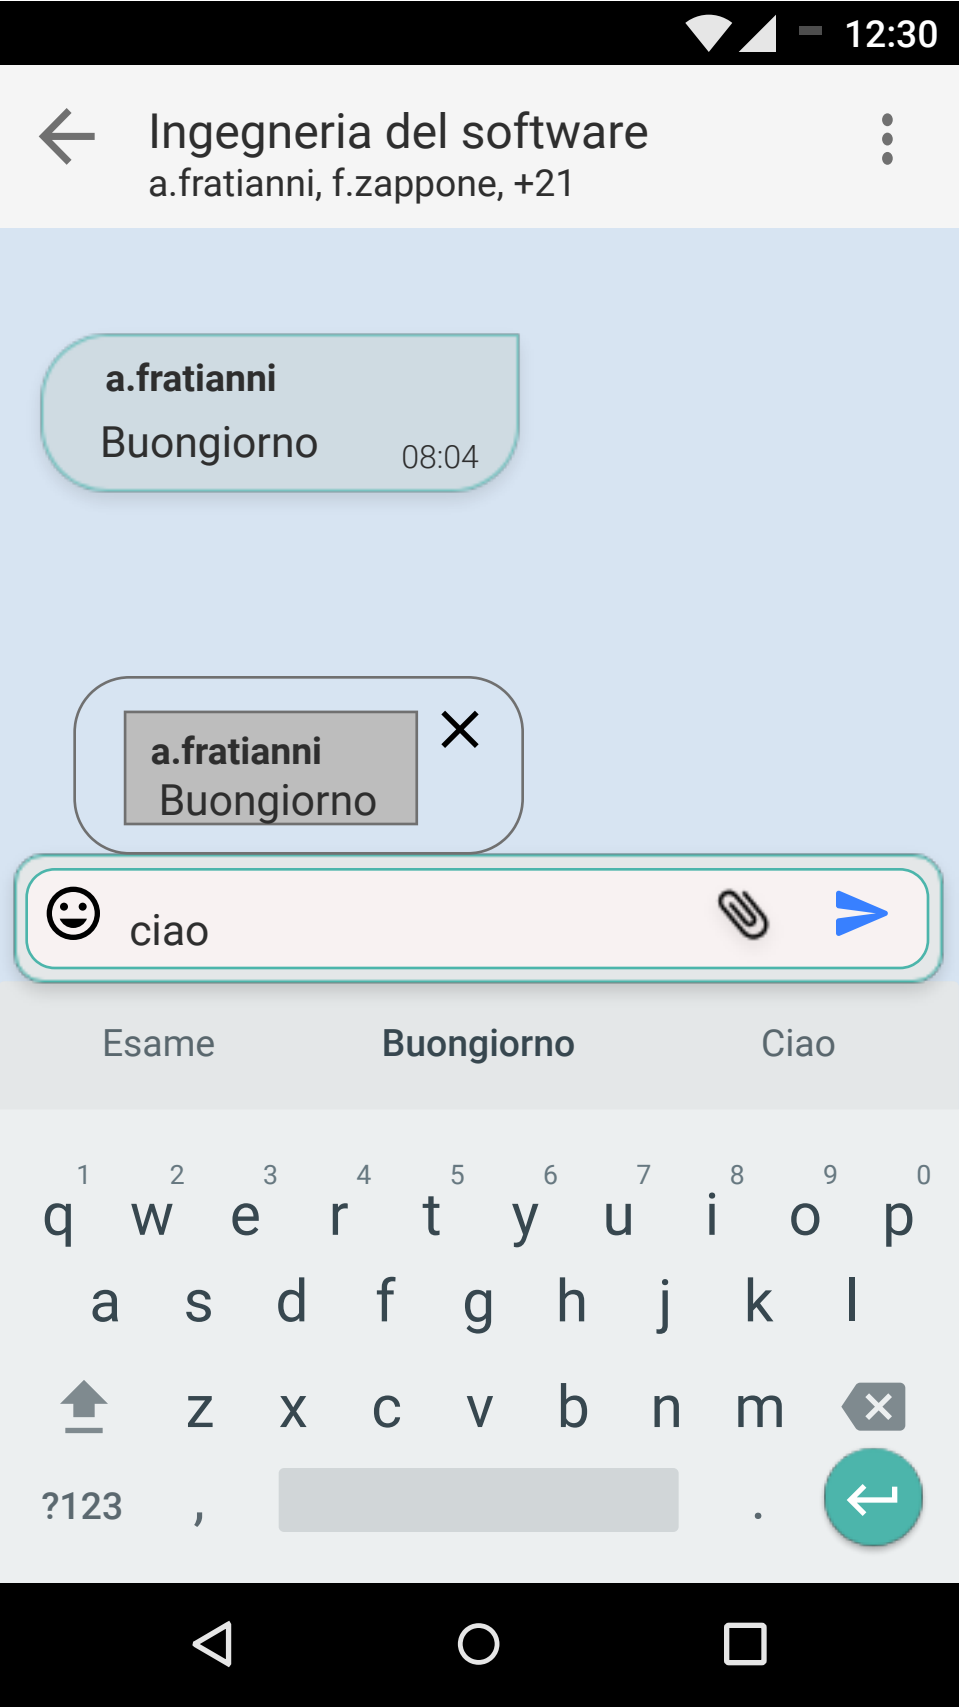 12:30
Ingegneria del software
a.fratianni, f.zappone, +21
a.fratianni
Buongiorno
08:04
a.fratianni
Buongiorno
ciao
Esame Buongiorno Ciao
1 2 3 4 5 6 7 8 9 0
q w e r t y u i o p
a s d f g h j k l
z x c v b n m
?123 , .